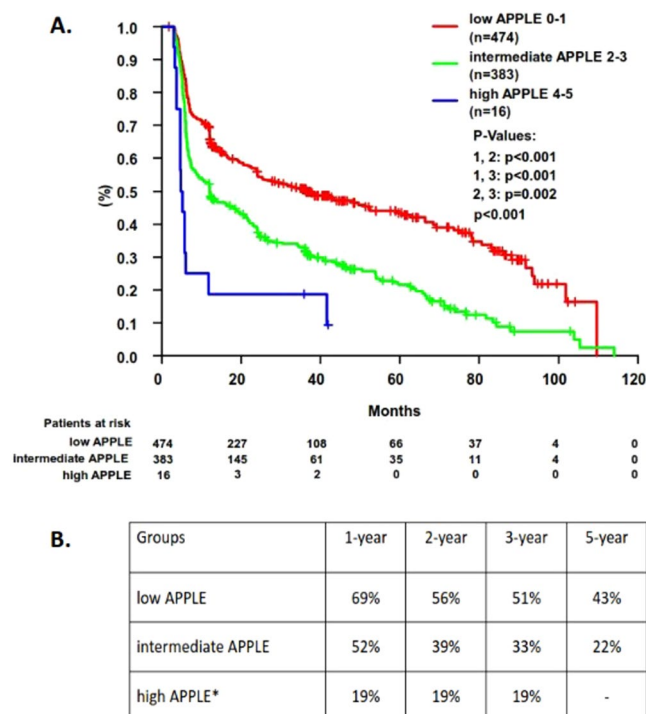 A.
low APPLE 0-1
(n=474)
intermediate APPLE 2-3
(n=383)
high APPLE 4-5
(n=16)
P-Values:
1, 2: p<0.001
1, 3: p<0.001
2, 3: p=0.002
p<0.001
1.0
0.9
0.8
0.7
0.6
0.5
0.4
0.3
0.2
0.1
0.0
(%)
0 20 40 60 80 100 120
Months
Patients at risk
low APPLE 474 227 108 66 37 4 0
intermediate APPLE 383 145 61 35 11 4 0
high APPLE 16 3 2 0 0 0 0
B.
Groups 1-year 2-year 3-year 5-year
low APPLE 69% 56% 51% 43%
intermediate APPLE 52% 39% 33% 22%
high APPLE* 19% 19% 19% -